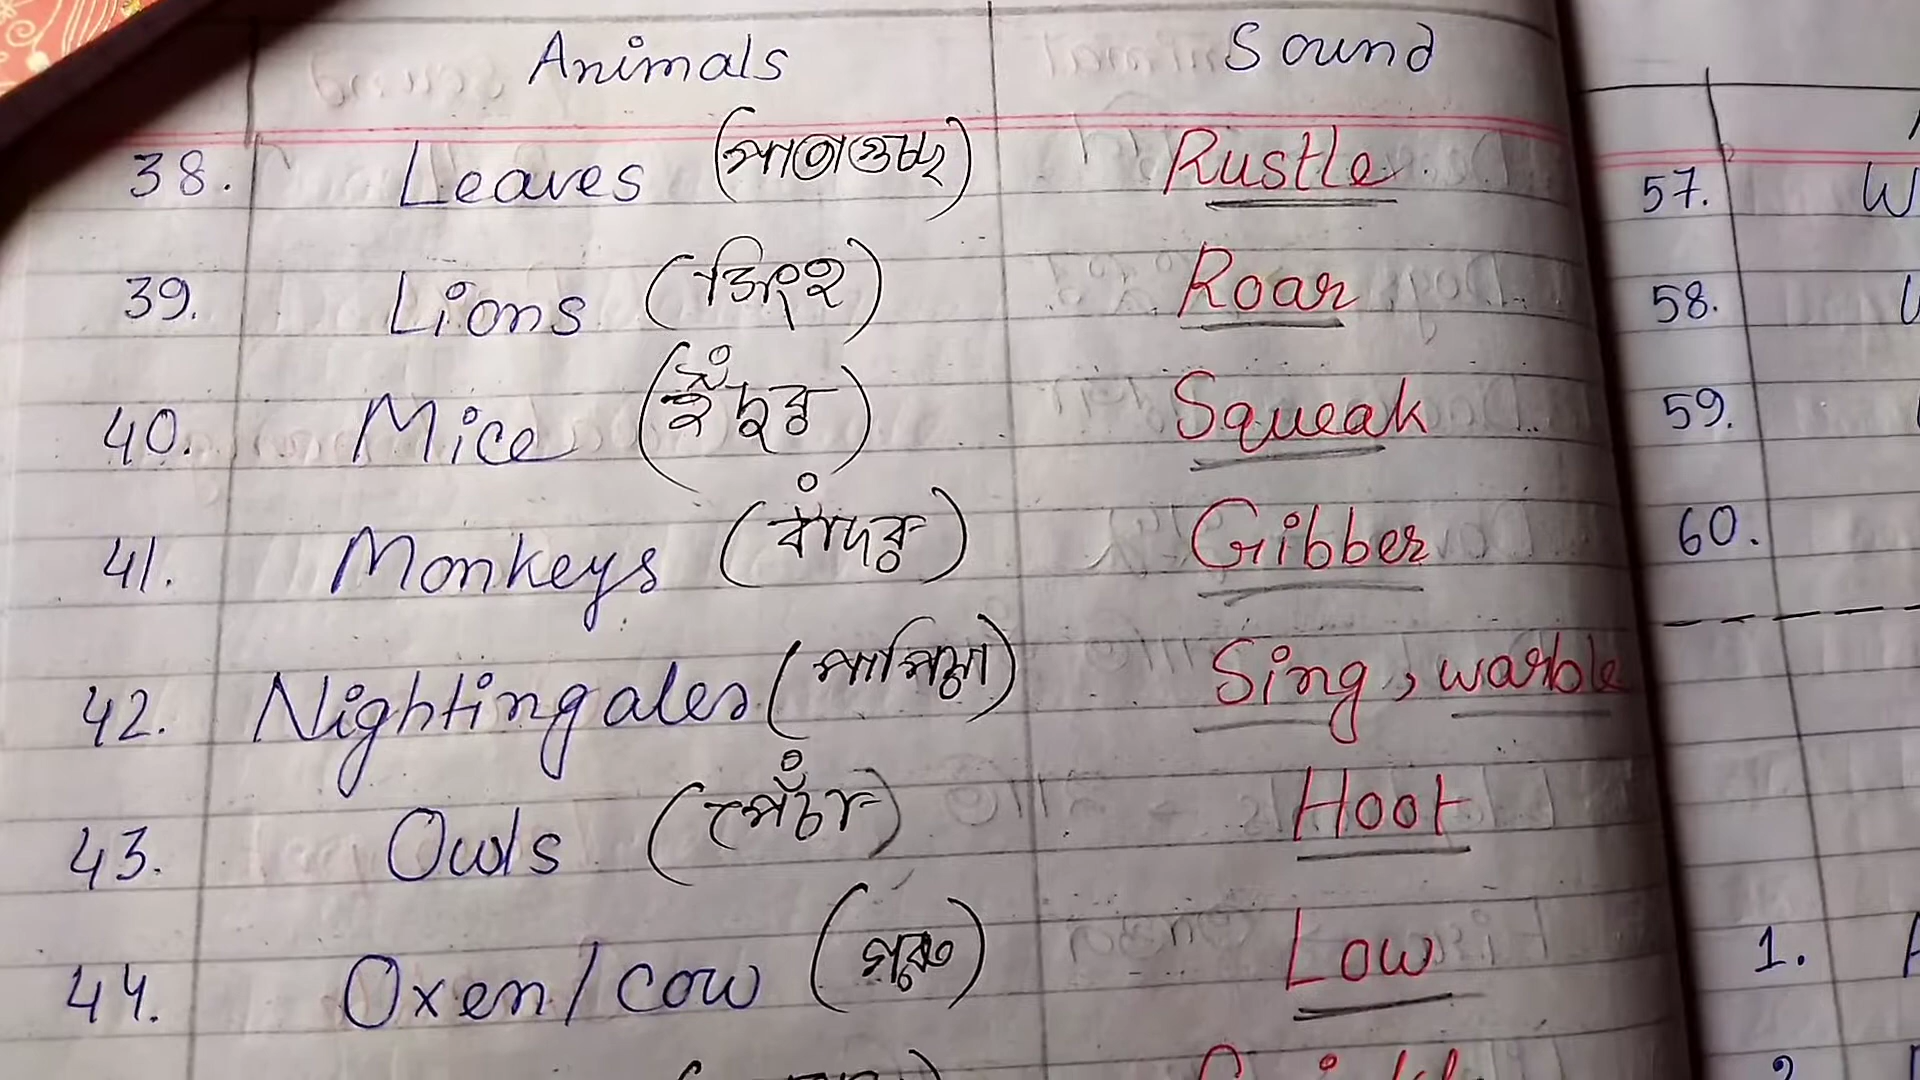 Animals Sound
38. Leaves (পাতাগুচ্ছ) Rustle
39. Lions (সিংহ) Roar
40. Mice (ইঁদুর) Squeak
41. Monkeys (বাঁদর) Gibber
42. Nightingales (পাপিয়া) Sing, warble
43. Owls (পেঁচা) Hoot
44. Oxen/cow (গরু) Low
57. W
58.
59.
60.
1.
2.